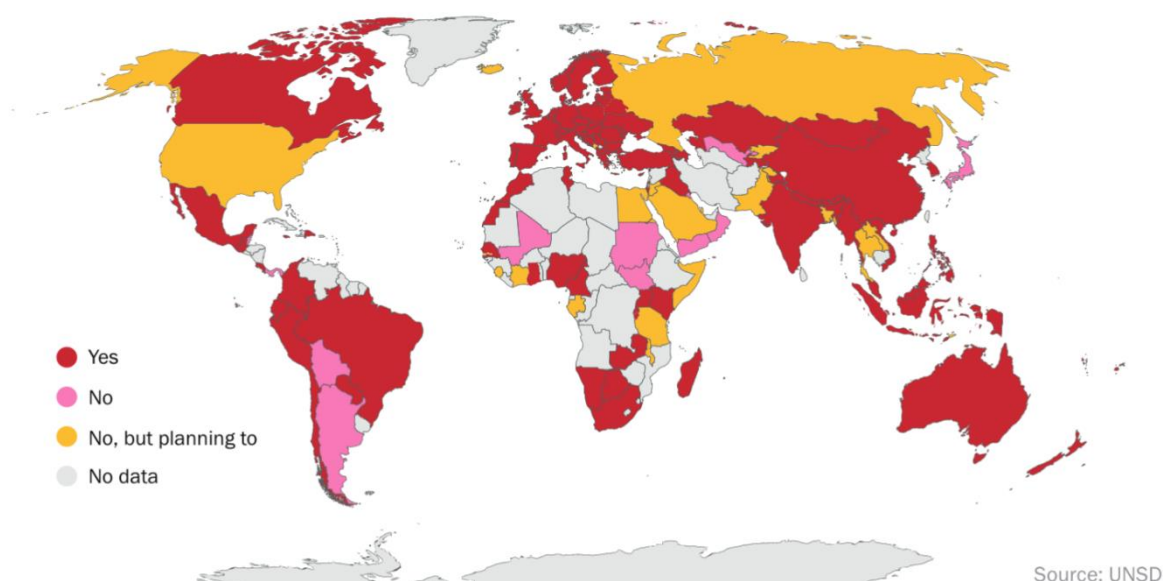 Yes
No
No, but planning to
No data
Source: UNSD